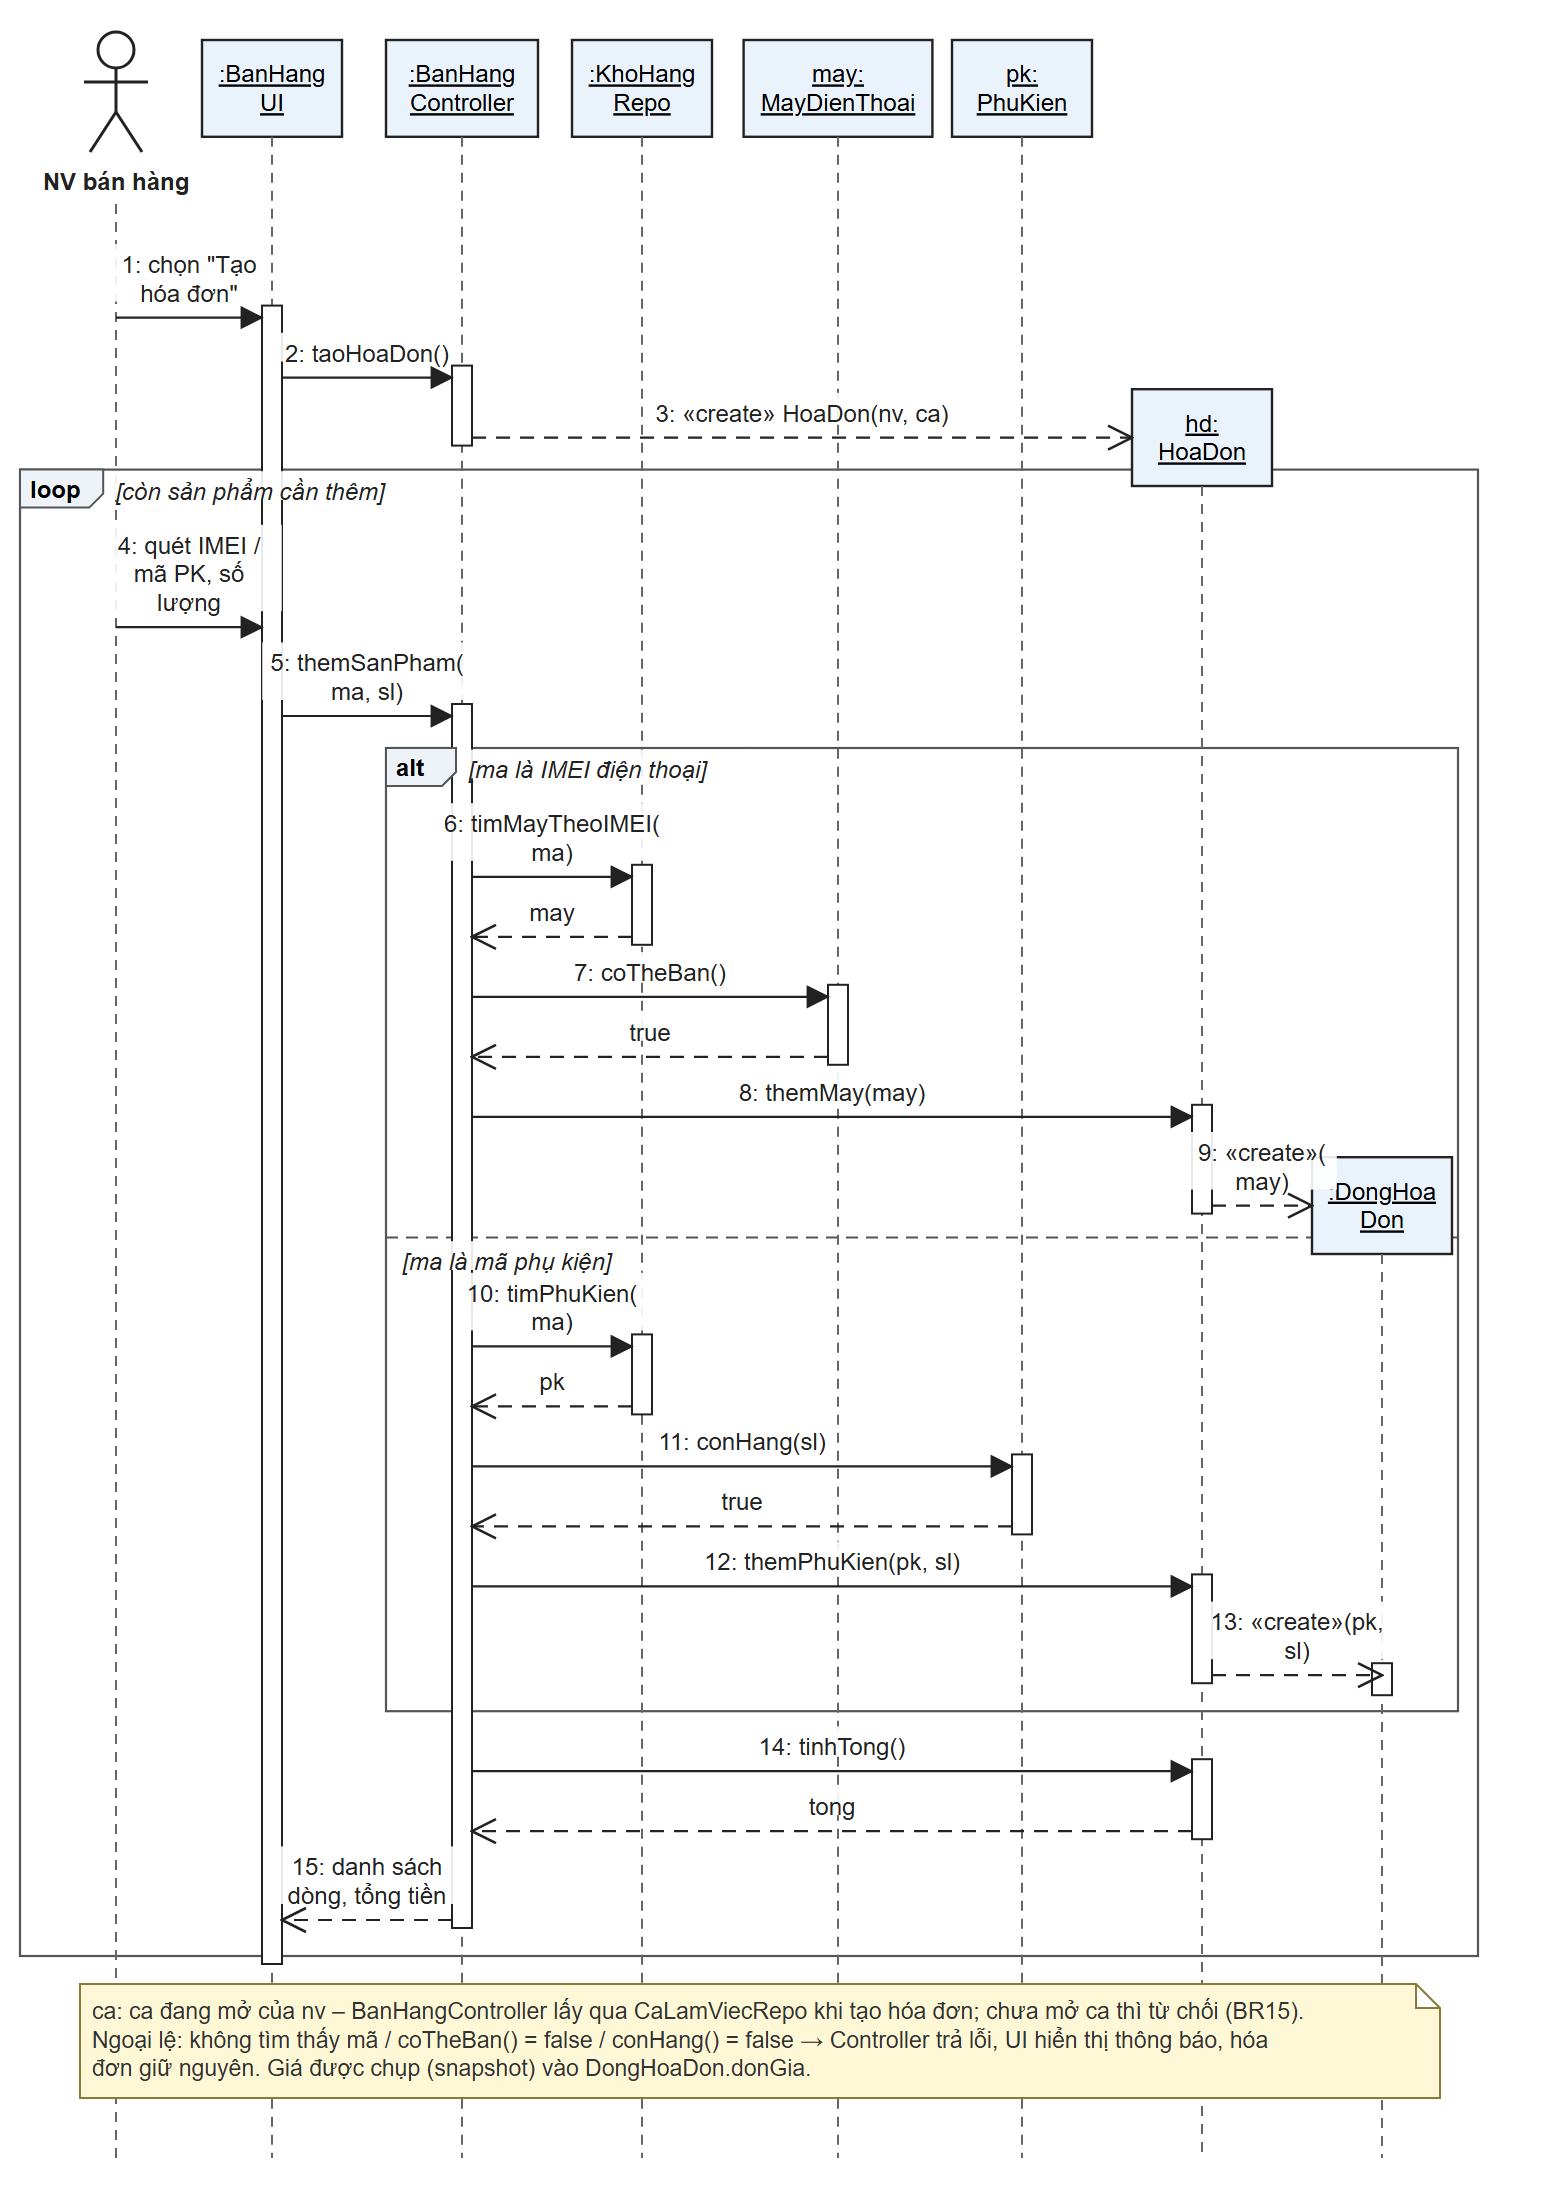 :BanHang
UI
:BanHang
Controller
:KhoHang
Repo
may:
MayDienThoai
pk:
PhuKien
NV bán hàng
1: chọn "Tạo
hóa đơn"
2: taoHoaDon()
3: «create» HoaDon(nv, ca)
hd:
HoaDon
loop
[còn sản phẩm cần thêm]
4: quét IMEI /
mã PK, số
lượng
5: themSanPham(
ma, sl)
alt
[ma là IMEI điện thoại]
6: timMayTheoIMEI(
ma)
may
7: coTheBan()
true
8: themMay(may)
9: «create»(
may)
:DongHoa
Don
[ma là mã phụ kiện]
10: timPhuKien(
ma)
pk
11: conHang(sl)
true
12: themPhuKien(pk, sl)
13: «create»(pk,
sl)
14: tinhTong()
tong
15: danh sách
dòng, tổng tiền
ca: ca đang mở của nv – BanHangController lấy qua CaLamViecRepo khi tạo hóa đơn; chưa mở ca thì từ chối (BR15).
Ngoại lệ: không tìm thấy mã / coTheBan() = false / conHang() = false → Controller trả lỗi, UI hiển thị thông báo, hóa
đơn giữ nguyên. Giá được chụp (snapshot) vào DongHoaDon.donGia.